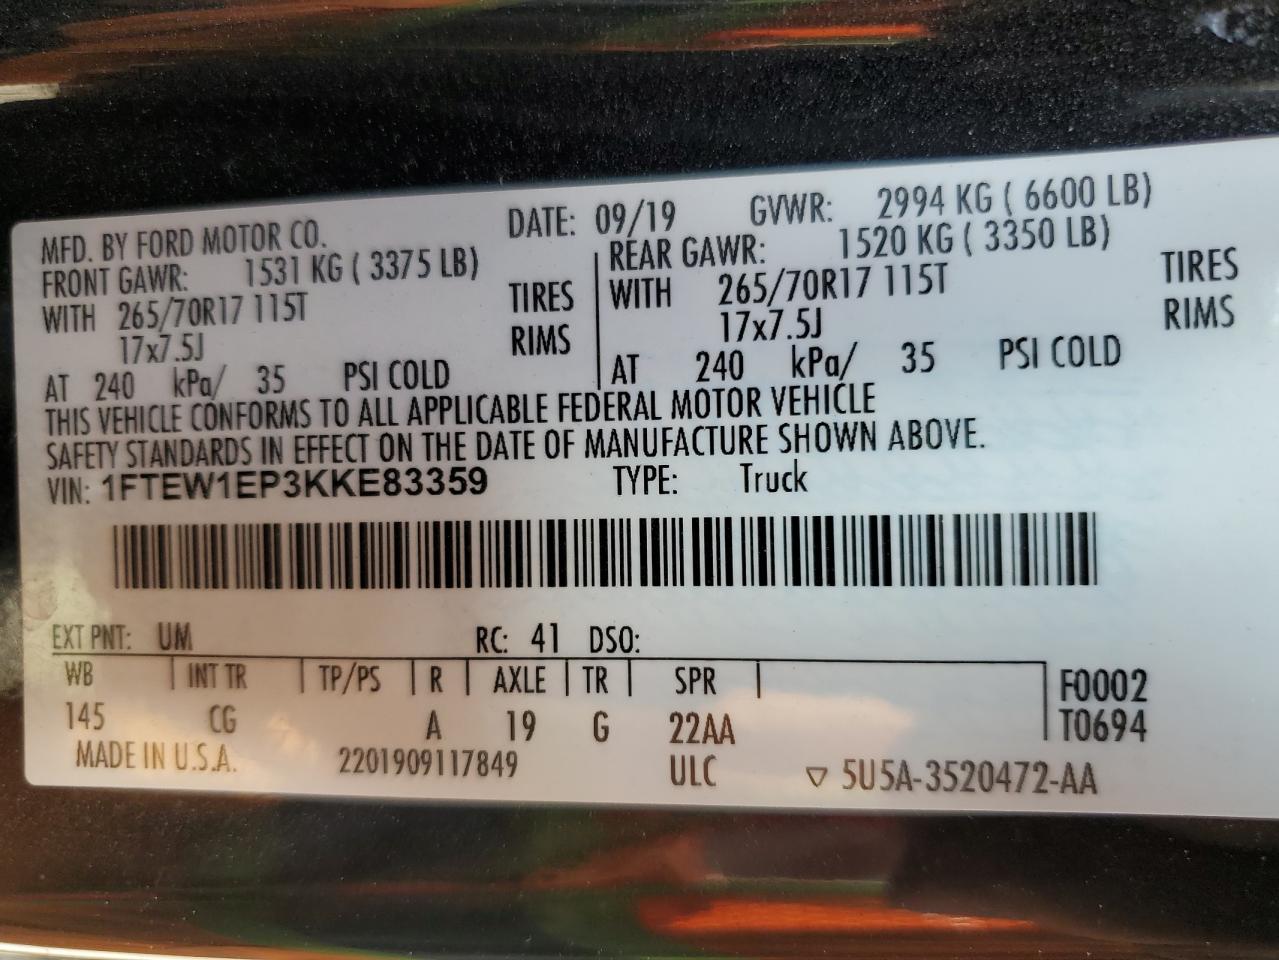 MFD. BY FORD MOTOR CO. DATE: 09/19 GVWR: 2994 KG ( 6600 LB)
FRONT GAWR: 1531 KG ( 3375 LB) REAR GAWR: 1520 KG ( 3350 LB)
WITH 265/70R17 115T TIRES WITH 265/70R17 115T TIRES
17x7.5J RIMS 17x7.5J RIMS
AT 240 kPa/ 35 PSI COLD AT 240 kPa/ 35 PSI COLD
THIS VEHICLE CONFORMS TO ALL APPLICABLE FEDERAL MOTOR VEHICLE
SAFETY STANDARDS IN EFFECT ON THE DATE OF MANUFACTURE SHOWN ABOVE.
VIN: 1FTEW1EP3KKE83359 TYPE: Truck
EXT PNT: UM RC: 41 DSO:
WB INT TR TP/PS R AXLE TR SPR F0002
145 CG A 19 G 22AA T0694
MADE IN U.S.A. 2201909117849 ULC ▽ 5U5A-3520472-AA